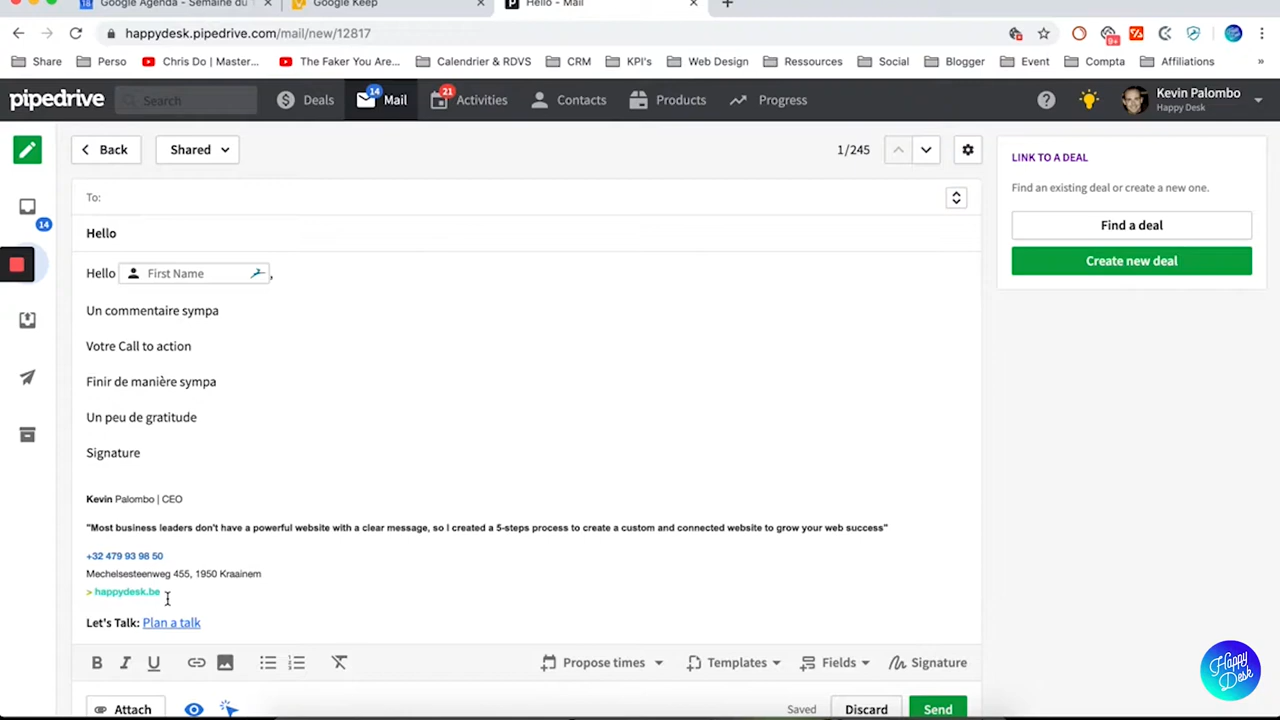 Google Agenda - Semaine du
Google Keep
Hello - Mail
happydesk.pipedrive.com/mail/new/12817
9+
Share
Perso
Chris Do | Master...
The Faker You Are...
Calendrier & RDVS
CRM
KPI's
Web Design
Ressources
Social
Blogger
Event
Compta
Affiliations
»
pipedrive
Search
Deals
14
Mail
21
Activities
Contacts
Products
Progress
Kevin Palombo
Happy Desk
Back
Shared
1/245
LINK TO A DEAL
Find an existing deal or create a new one.
Find a deal
Create new deal
14
To:
Hello
Hello First Name,
Un commentaire sympa
Votre Call to action
Finir de manière sympa
Un peu de gratitude
Signature
Kevin Palombo | CEO
"Most business leaders don't have a powerful website with a clear message, so I created a 5-steps process to create a custom and connected website to grow your web success"
+32 479 93 98 50
Mechelsesteenweg 455, 1950 Kraainem
> happydesk.be
Let's Talk: Plan a talk
B I U
Propose times
Templates
Fields
Signature
Attach
Saved
Discard
Send
Happy
Desk